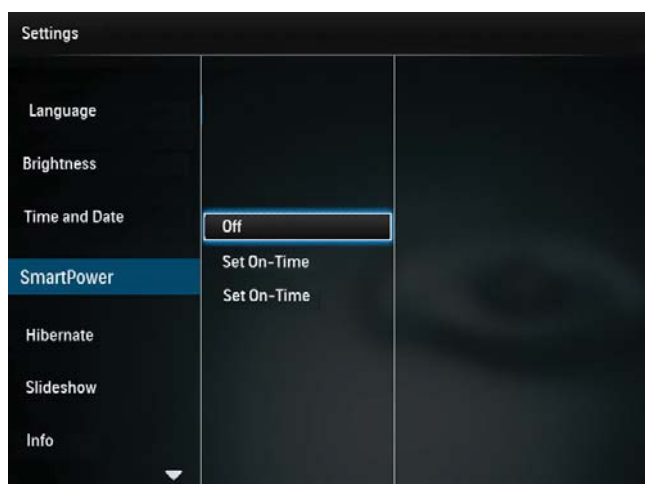 Settings
Language
Brightness
Time and Date
SmartPower
Hibernate
Slideshow
Info
Off
Set On-Time
Set On-Time